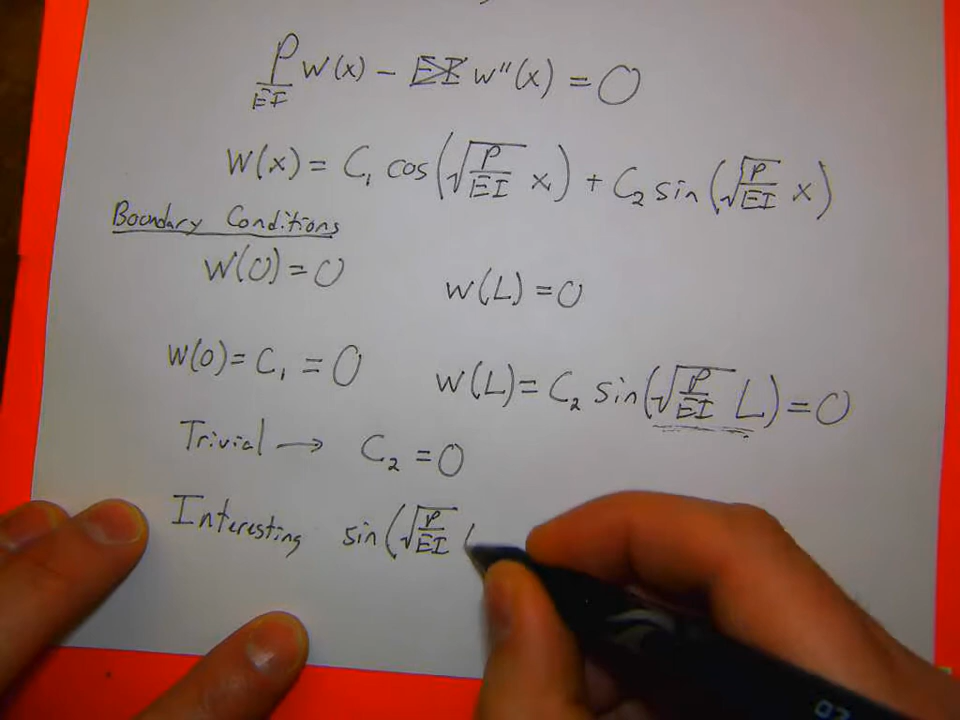 P/EI w(x) - EI w''(x) = 0
w(x) = C₁ cos(√(P/EI) x) + C₂ sin(√(P/EI) x)
Boundary Conditions
w(0) = 0 w(L) = 0
w(0) = C₁ = 0 w(L) = C₂ sin(√(P/EI) L) = 0
Trivial → C₂ = 0
Interesting sin(√(P/EI)
07